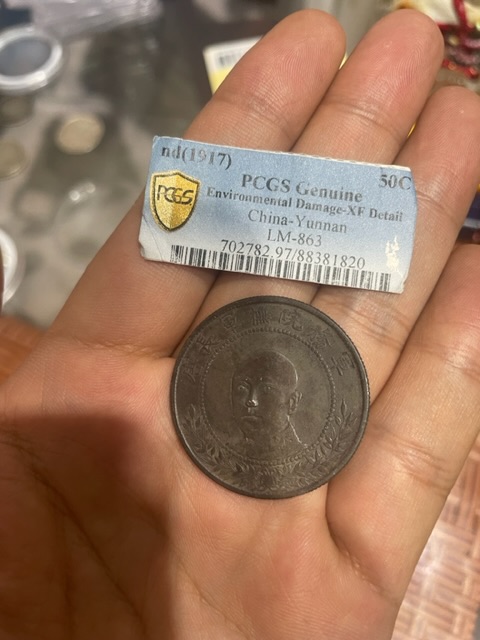 nd(1917) 50C
PCGS
PCGS Genuine
Environmental Damage-XF Detail
China-Yunnan
LM-863
702782.97/88381820